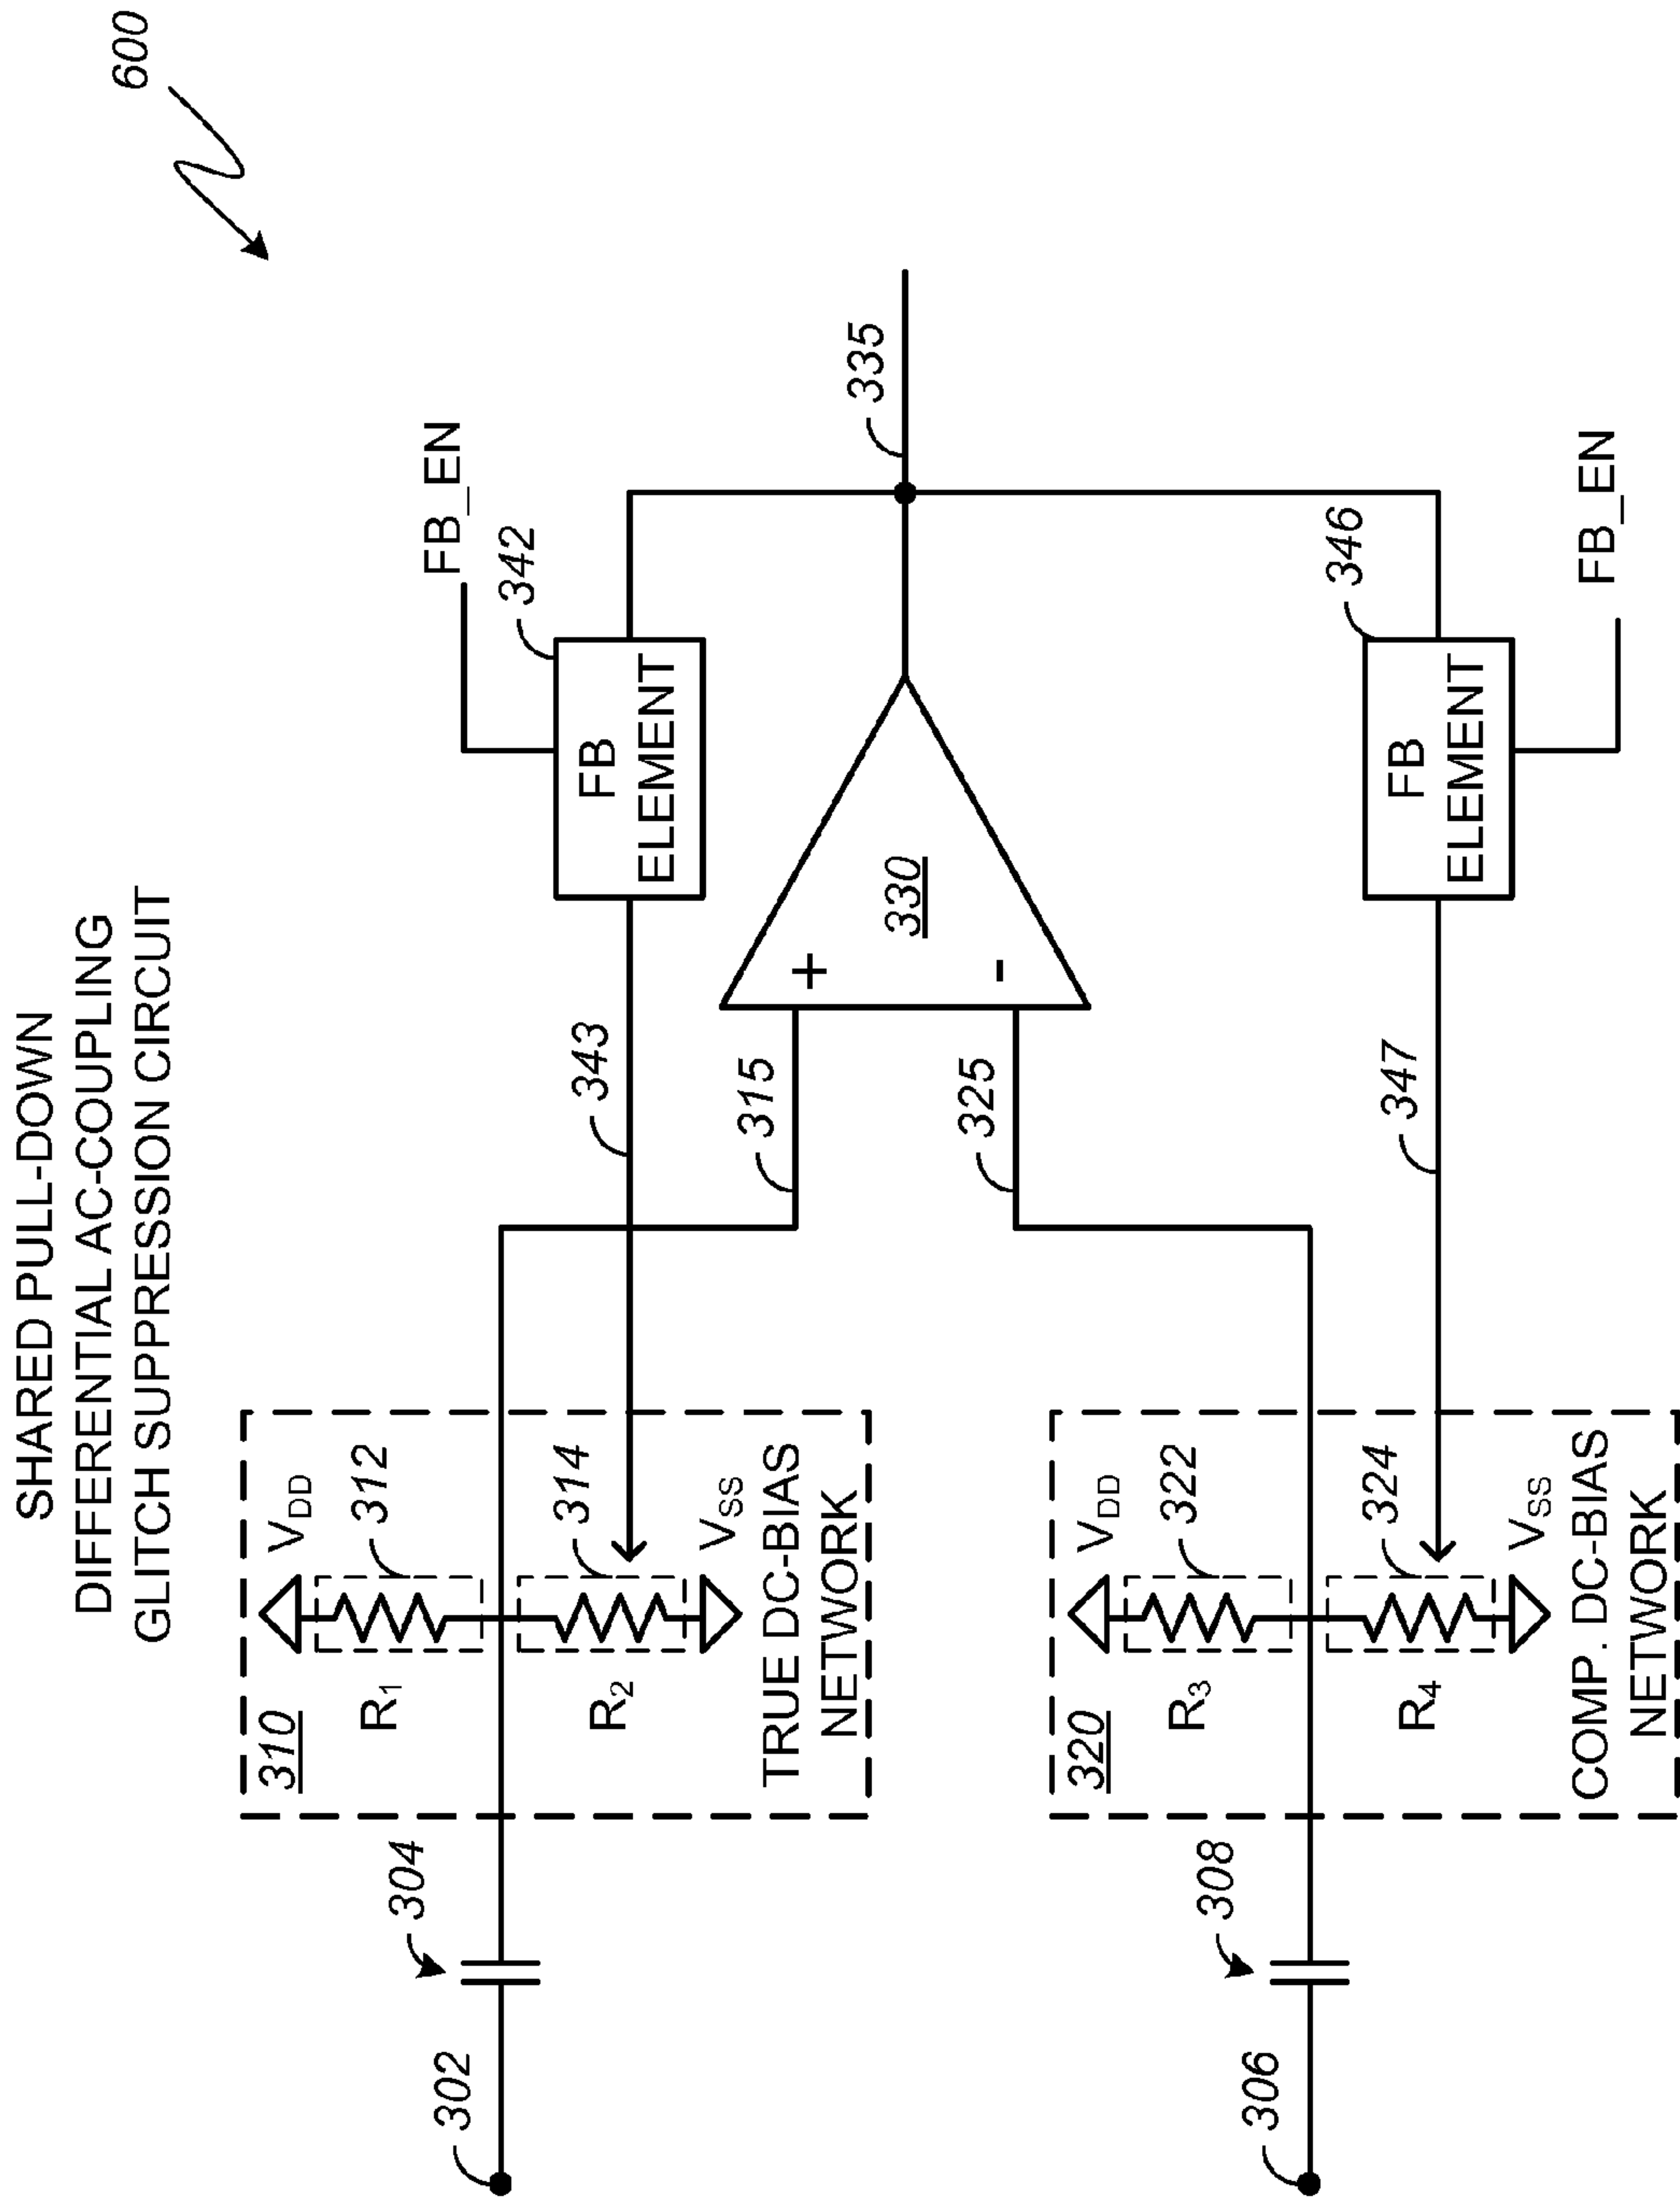 SHARED PULL-DOWN
DIFFERENTIAL AC-COUPLING
GLITCH SUPPRESSION CIRCUIT
600
302
304
310
R1
R2
VDD
312
314
VSS
TRUE DC-BIAS
NETWORK
343
315
325
347
+
-
330
FB
ELEMENT
342
FB_EN
335
306
308
320
R3
R4
VDD
322
324
VSS
COMP. DC-BIAS
NETWORK
FB
ELEMENT
346
FB_EN